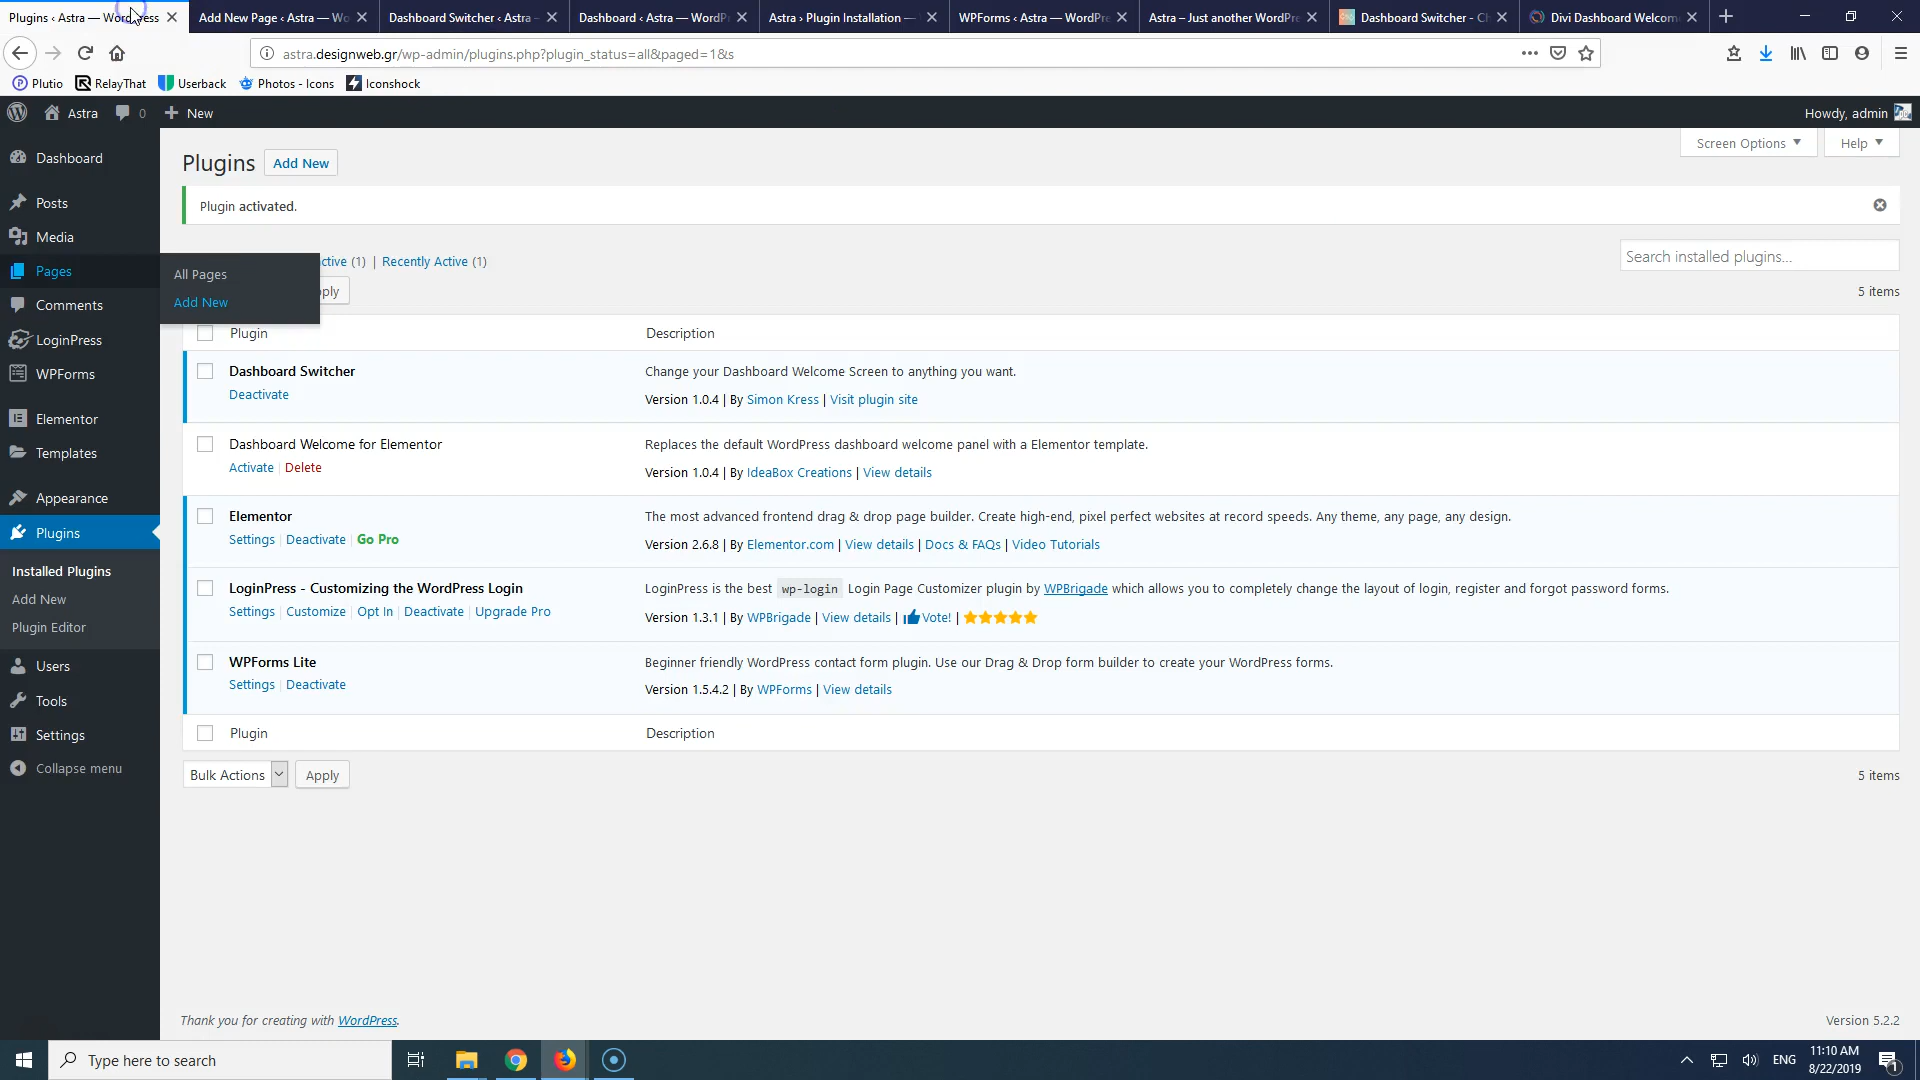 Plugins ‹ Astra — WordPress
Add New Page ‹ Astra — Wo
Dashboard Switcher ‹ Astra -
Dashboard ‹ Astra — WordP
Astra › Plugin Installation —
WPForms ‹ Astra — WordPre
Astra – Just another WordPre
Dashboard Switcher - Ch
Divi Dashboard Welcom
astra.designweb.gr/wp-admin/plugins.php?plugin_status=all&paged=1&s
Plutio
RelayThat
Userback
Photos - Icons
Iconshock
Astra
0
New
Howdy, admin
Dashboard
Posts
Media
Pages
All Pages
Add New
Comments
LoginPress
WPForms
Elementor
Templates
Appearance
Plugins
Installed Plugins
Add New
Plugin Editor
Users
Tools
Settings
Collapse menu
Plugins
Add New
Screen Options
Help
Plugin activated.
ctive (1) | Recently Active (1)
Search installed plugins...
ply
5 items
Plugin
Description
Dashboard Switcher
Change your Dashboard Welcome Screen to anything you want.
Deactivate
Version 1.0.4 | By Simon Kress | Visit plugin site
Dashboard Welcome for Elementor
Replaces the default WordPress dashboard welcome panel with a Elementor template.
Activate | Delete
Version 1.0.4 | By IdeaBox Creations | View details
Elementor
The most advanced frontend drag & drop page builder. Create high-end, pixel perfect websites at record speeds. Any theme, any page, any design.
Settings | Deactivate | Go Pro
Version 2.6.8 | By Elementor.com | View details | Docs & FAQs | Video Tutorials
LoginPress - Customizing the WordPress Login
LoginPress is the best wp-login Login Page Customizer plugin by WPBrigade which allows you to completely change the layout of login, register and forgot password forms.
Settings | Customize | Opt In | Deactivate | Upgrade Pro
Version 1.3.1 | By WPBrigade | View details | Vote! |
WPForms Lite
Beginner friendly WordPress contact form plugin. Use our Drag & Drop form builder to create your WordPress forms.
Settings | Deactivate
Version 1.5.4.2 | By WPForms | View details
Plugin
Description
Bulk Actions
Apply
5 items
Thank you for creating with WordPress.
Version 5.2.2
Type here to search
ENG
11:10 AM
8/22/2019
1